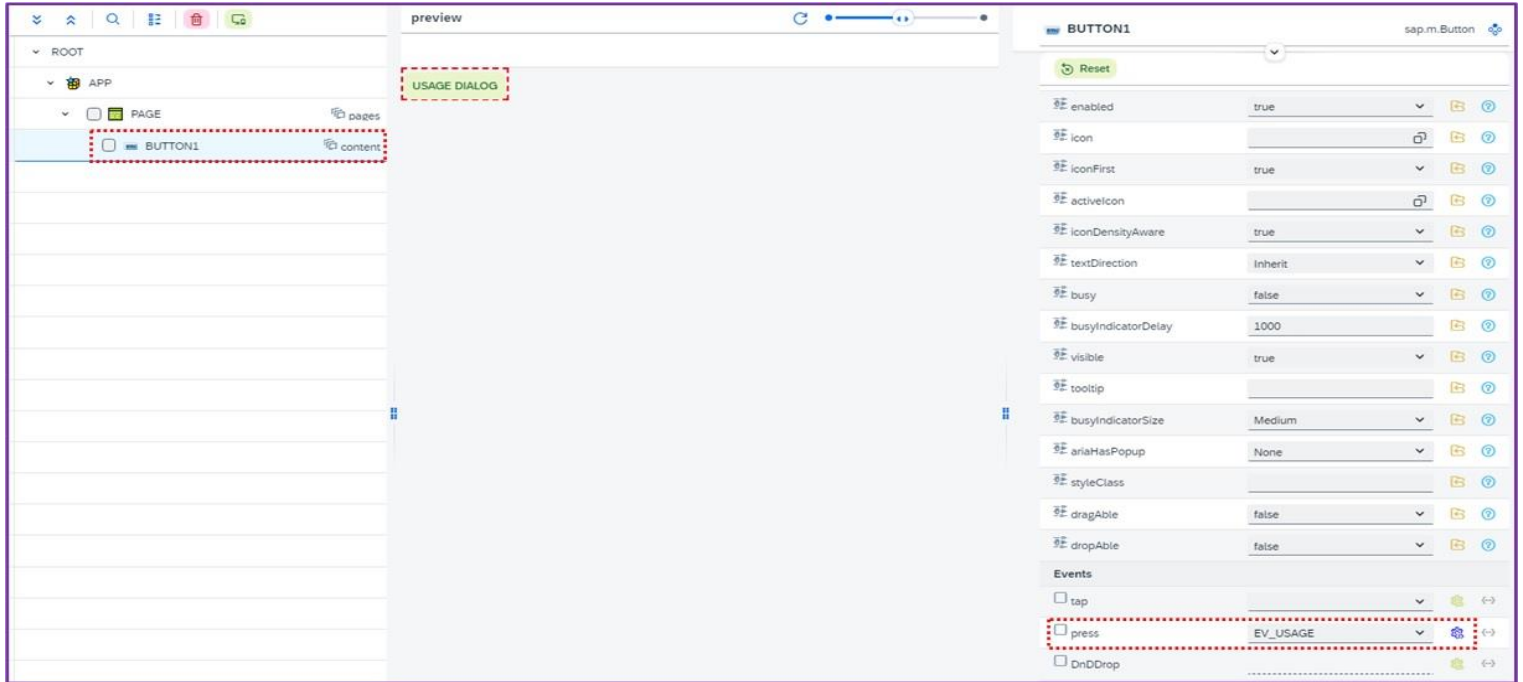 preview
ROOT
APP
PAGE pages
BUTTON1 content
USAGE DIALOG
BUTTON1 sap.m.Button
Reset
enabled true
icon
iconFirst true
activeIcon
iconDensityAware true
textDirection Inherit
busy false
busyIndicatorDelay 1000
visible true
tooltip
busyIndicatorSize Medium
ariaHasPopup None
styleClass
dragAble false
dropAble false
Events
tap
press EV_USAGE
DnDDrop